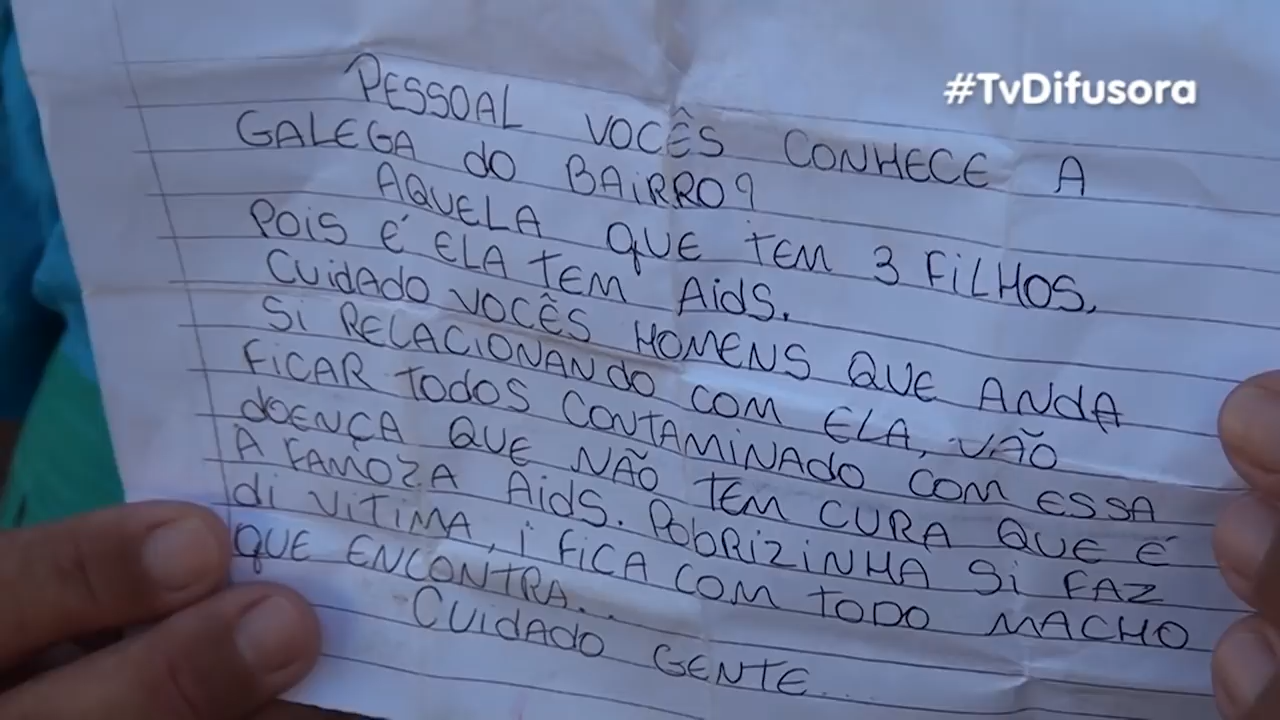 #TvDifusora
PESSOAL VOCÊS CONHECE A
GALEGA do BAiRRO?
AQUELA QUE TEM 3 FiLHOS,
POiS É ELA TEM AidS.
CUidADO VOCÊS HOMENS QUE ANdA
Si RELACIONANdO COM ELA, VÃO
FiCAR TODOS CONTAMINADO COM ESSA
dOENÇA QUE NÃO TEM CURA QUE É
A FAMOZA AidS. PObRiZiNHA Si FAZ
di VITIMA, i FICA COM TODO MACHO
QUE ENCONTRA...
CUidADO GENTE...